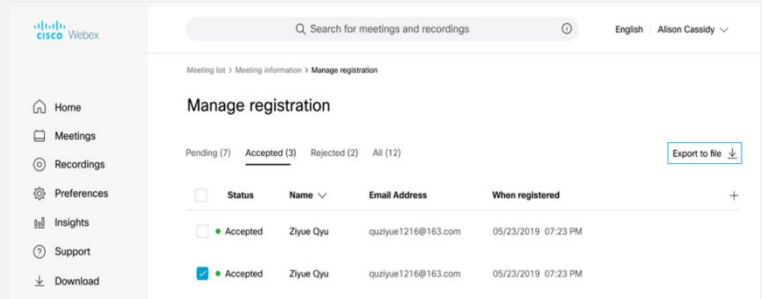 CISCO Webex
Search for meetings and recordings
English Alison Cassidy
Meeting list > Meeting information > Manage registration
Home
Meetings
Recordings
Preferences
Insights
Support
Download
Manage registration
Pending (7) Accepted (3) Rejected (2) All (12)
Export to file
Status Name Email Address When registered
Accepted Ziyue Qyu quziyue1216@163.com 05/23/2019 07:23 PM
Accepted Ziyue Qyu quziyue1216@163.com 05/23/2019 07:23 PM